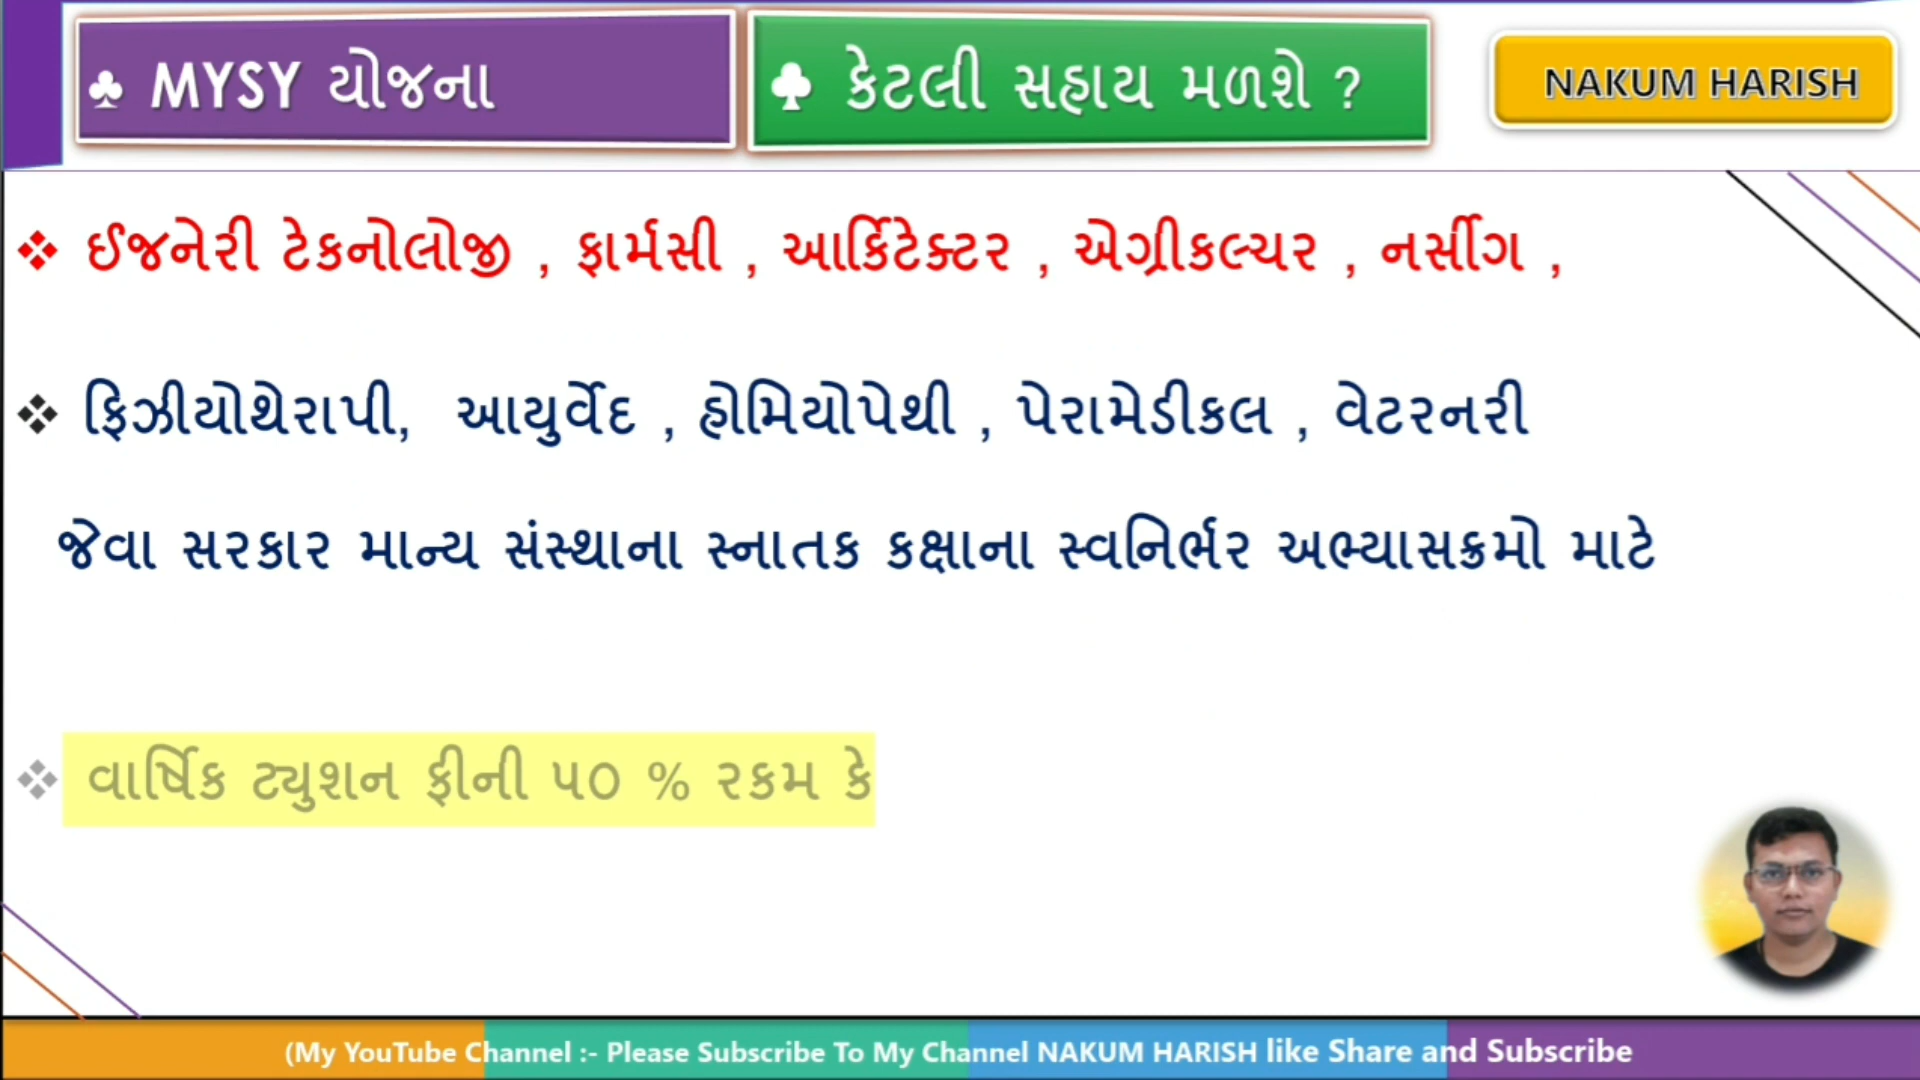 ♣ MYSY યોજના
♣ કેટલી સહાય મળશે ?
NAKUM HARISH
❖ ઈજનેરી ટેકનોલોજી , ફાર્મસી , આર્કિટેક્ટર , એગ્રીકલ્ચર , નર્સીગ ,
❖ ફિઝીયોથેરાપી, આયુર્વેદ , હોમિયોપેથી , પેરામેડીકલ , વેટરનરી
જેવા સરકાર માન્ય સંસ્થાના સ્નાતક કક્ષાના સ્વનિર્ભર અભ્યાસક્રમો માટે
❖ વાર્ષિક ટ્યુશન ફીની ૫૦ % રકમ કે
(My YouTube Channel :- Please Subscribe To My Channel NAKUM HARISH like Share and Subscribe